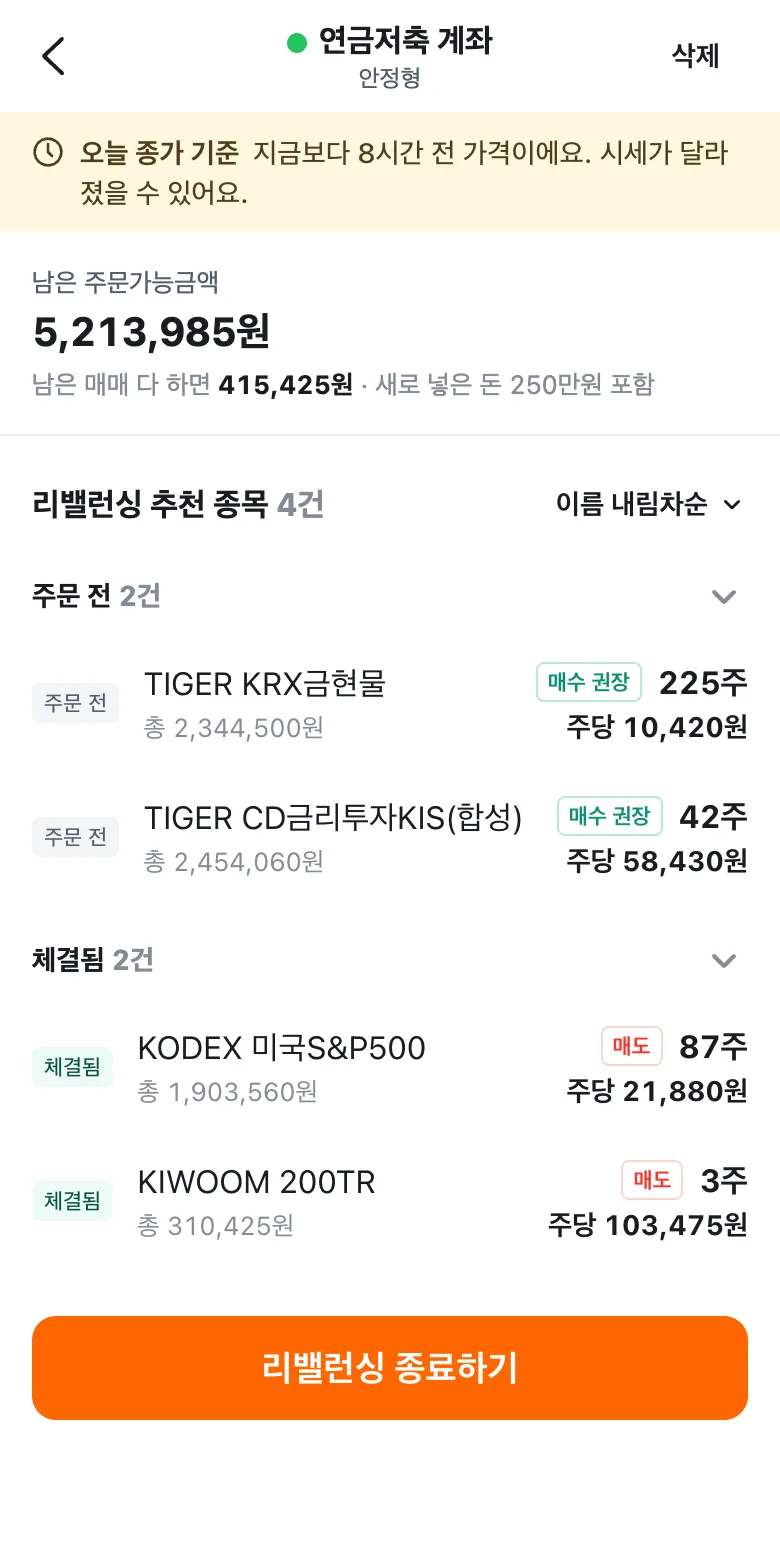 연금저축 계좌
안정형
삭제
오늘 종가 기준 지금보다 8시간 전 가격이에요. 시세가 달라
졌을 수 있어요.
남은 주문가능금액
5,213,985원
남은 매매 다 하면 415,425원 · 새로 넣은 돈 250만원 포함
리밸런싱 추천 종목 4건
이름 내림차순
주문 전 2건
주문 전
TIGER KRX금현물
매수 권장 225주
총 2,344,500원
주당 10,420원
주문 전
TIGER CD금리투자KIS(합성)
매수 권장 42주
총 2,454,060원
주당 58,430원
체결됨 2건
체결됨
KODEX 미국S&P500
매도 87주
총 1,903,560원
주당 21,880원
체결됨
KIWOOM 200TR
매도 3주
총 310,425원
주당 103,475원
리밸런싱 종료하기